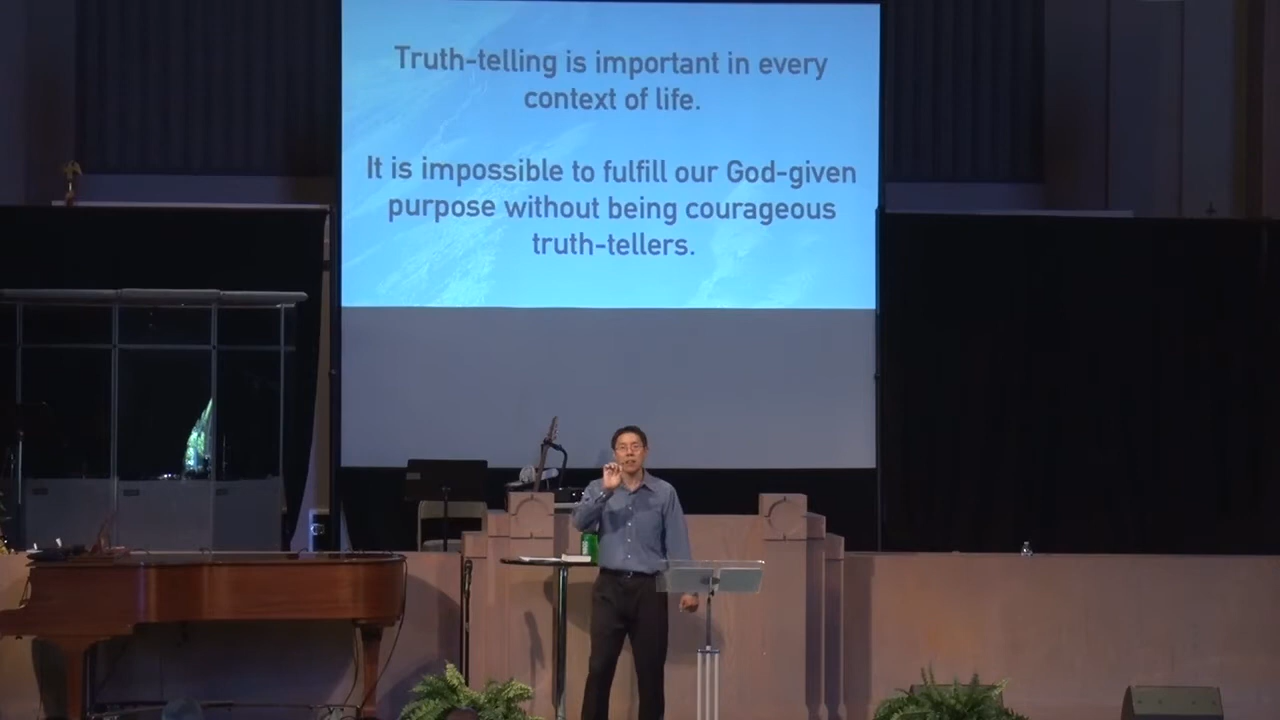 Truth-telling is important in every
context of life.
It is impossible to fulfill our God-given
purpose without being courageous
truth-tellers.